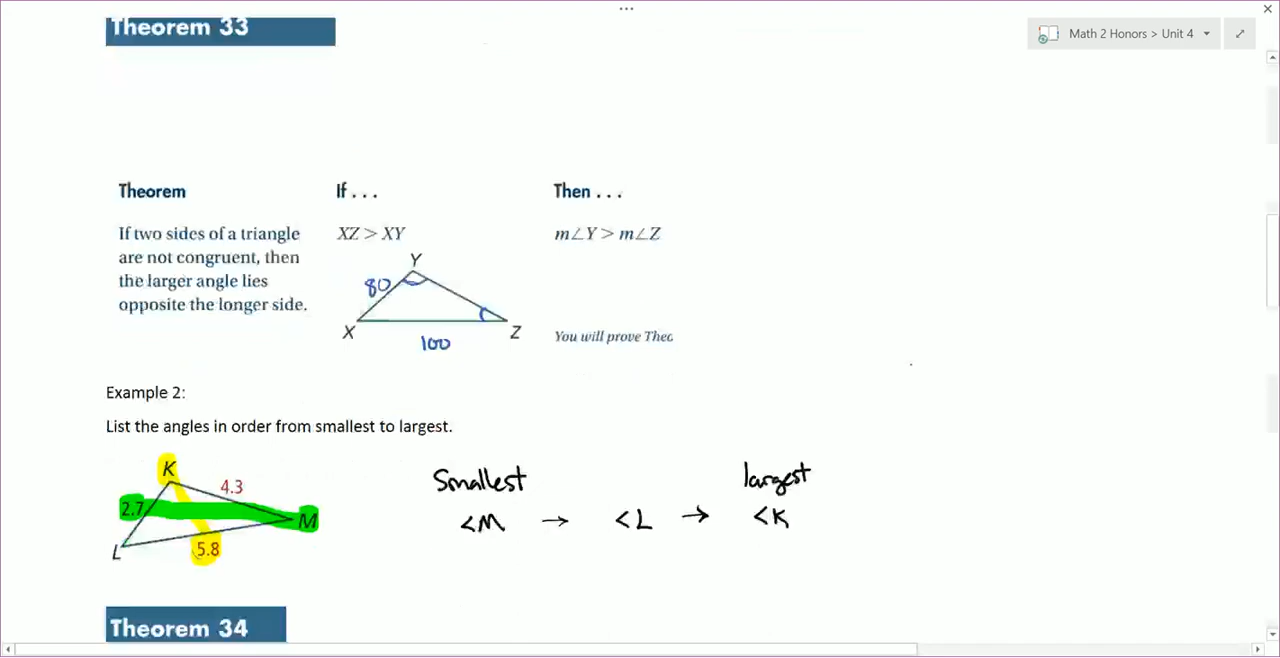 Theorem 33
Math 2 Honors > Unit 4
Theorem
If . . .
Then . . .
If two sides of a triangle
are not congruent, then
the larger angle lies
opposite the longer side.
XZ > XY
Y
80
X
Z
100
m∠Y > m∠Z
You will prove Theo
Example 2:
List the angles in order from smallest to largest.
K
4.3
2.7
M
L
5.8
Smallest
largest
<M → <L → <K
Theorem 34